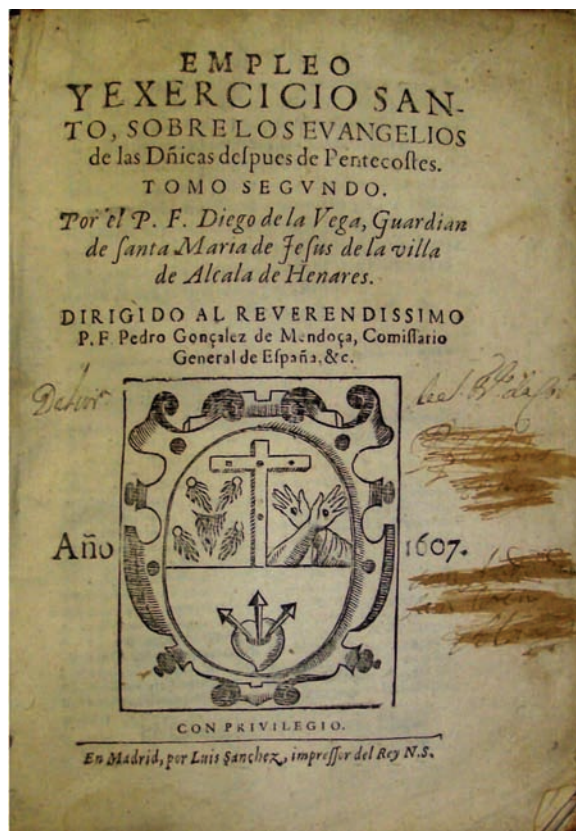 EMPLEO
Y EXERCICIO SAN-
TO, SOBRE LOS EVANGELIOS
de las Dñicas deſpues de Pentecoſtes.
TOMO SEGVNDO.
Por el P. F. Diego de la Vega, Guardian
de ſanta Maria de Jeſus de la villa
de Alcala de Henares.
DIRIGIDO AL REVERENDISSIMO
P. F. Pedro Gonçalez de Mendoça, Comiſſario
General de Eſpaña, &c.
Año 1607.
CON PRIVILEGIO.
En Madrid, por Luis Sanchez, impreſſor del Rey N.S.